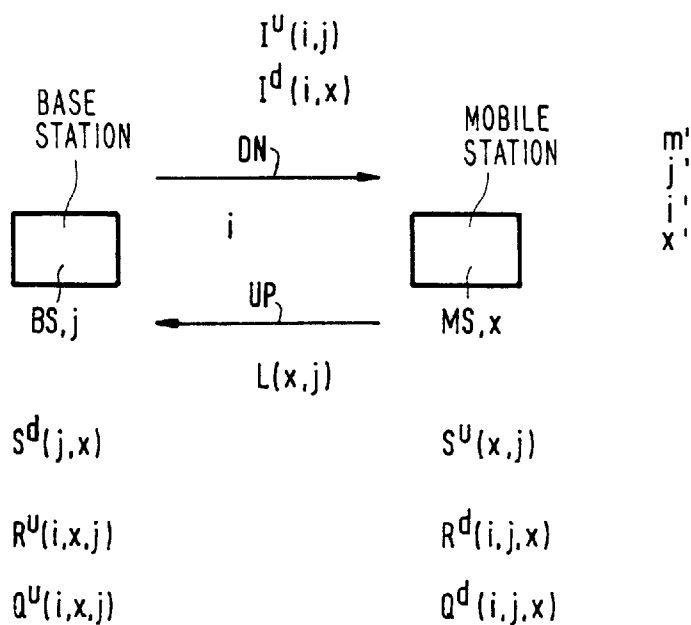 I^u(i,j)
I^d(i,x)
BASE
STATION
MOBILE
STATION
DN
m'
j'
i'
x'
i
BS,j
UP
MS,x
L(x,j)
S^d(j,x)
S^u(x,j)
R^u(i,x,j)
R^d(i,j,x)
Q^u(i,x,j)
Q^d(i,j,x)